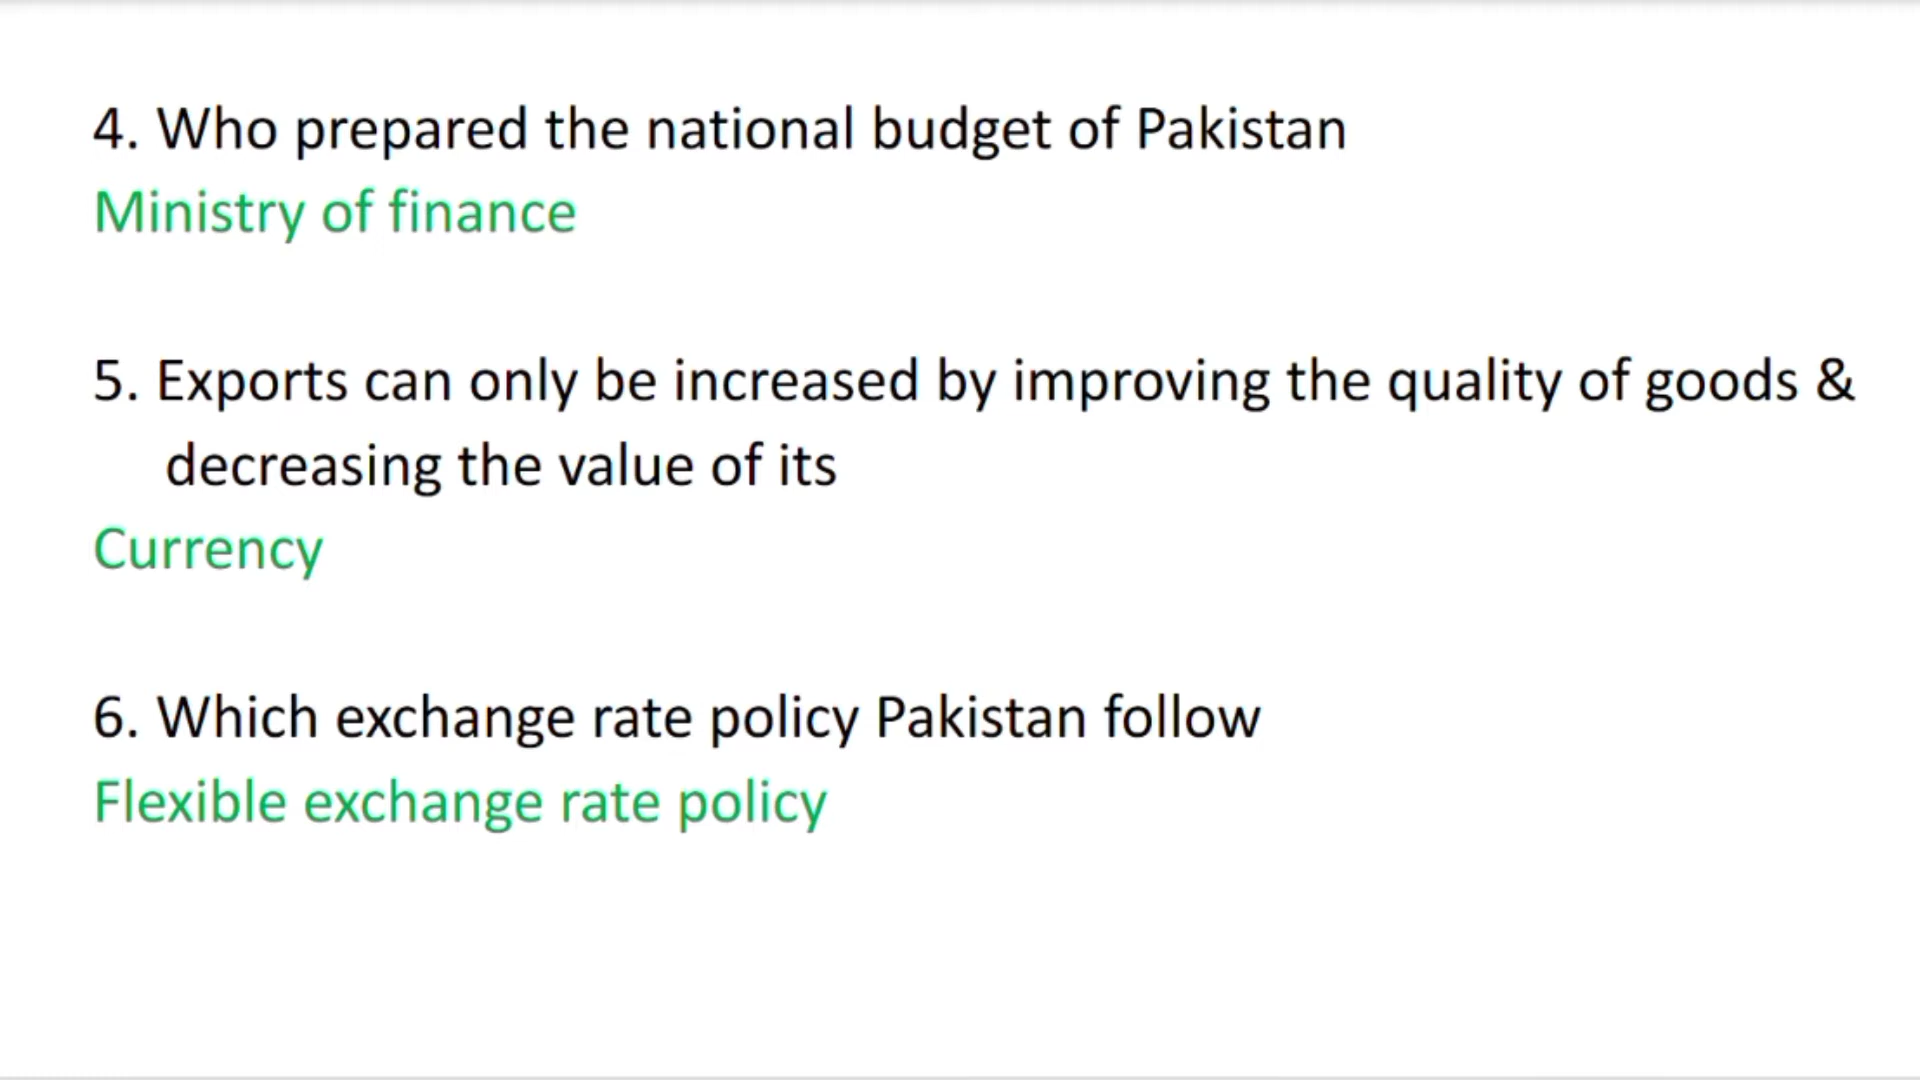 4. Who prepared the national budget of Pakistan
Ministry of finance
5. Exports can only be increased by improving the quality of goods &
decreasing the value of its
Currency
6. Which exchange rate policy Pakistan follow
Flexible exchange rate policy